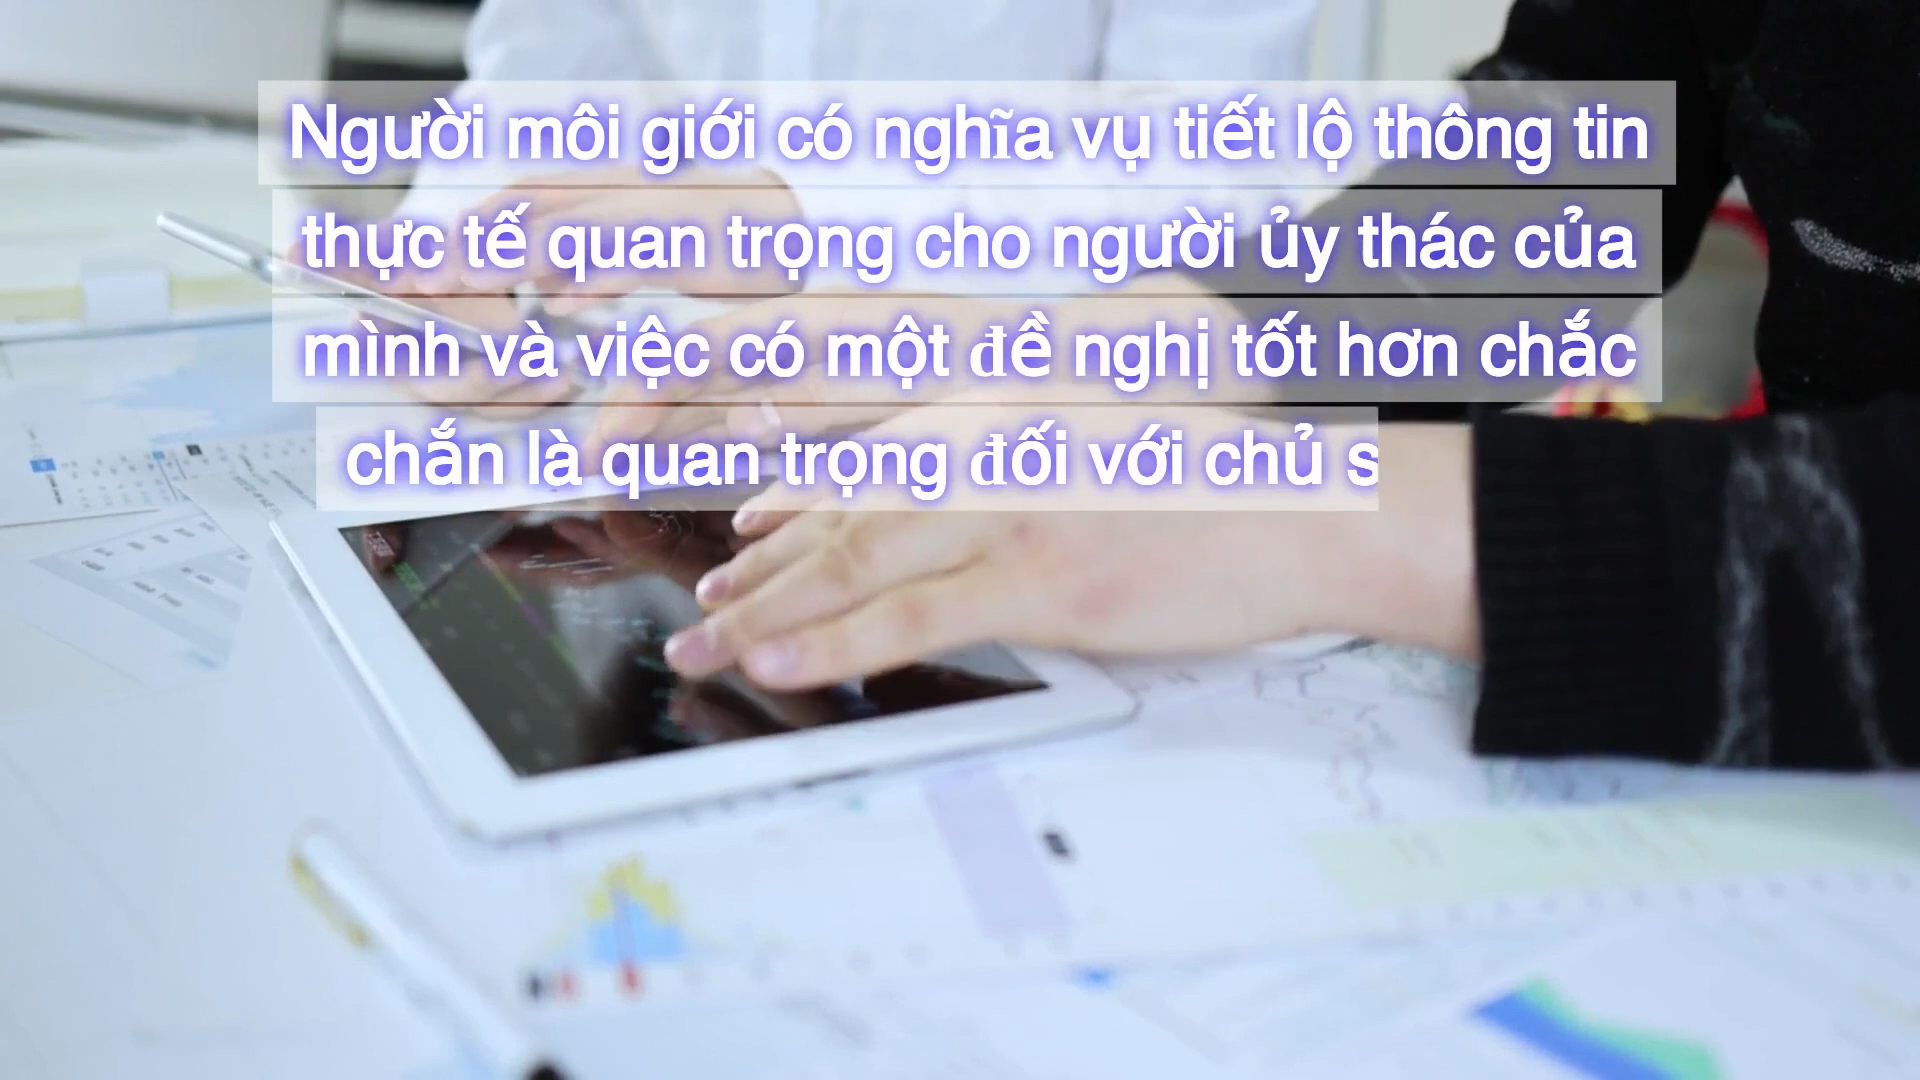 Người môi giới có nghĩa vụ tiết lộ thông tin
thực tế quan trọng cho người ủy thác của
mình và việc có một đề nghị tốt hơn chắc
chắn là quan trọng đối với chủ s